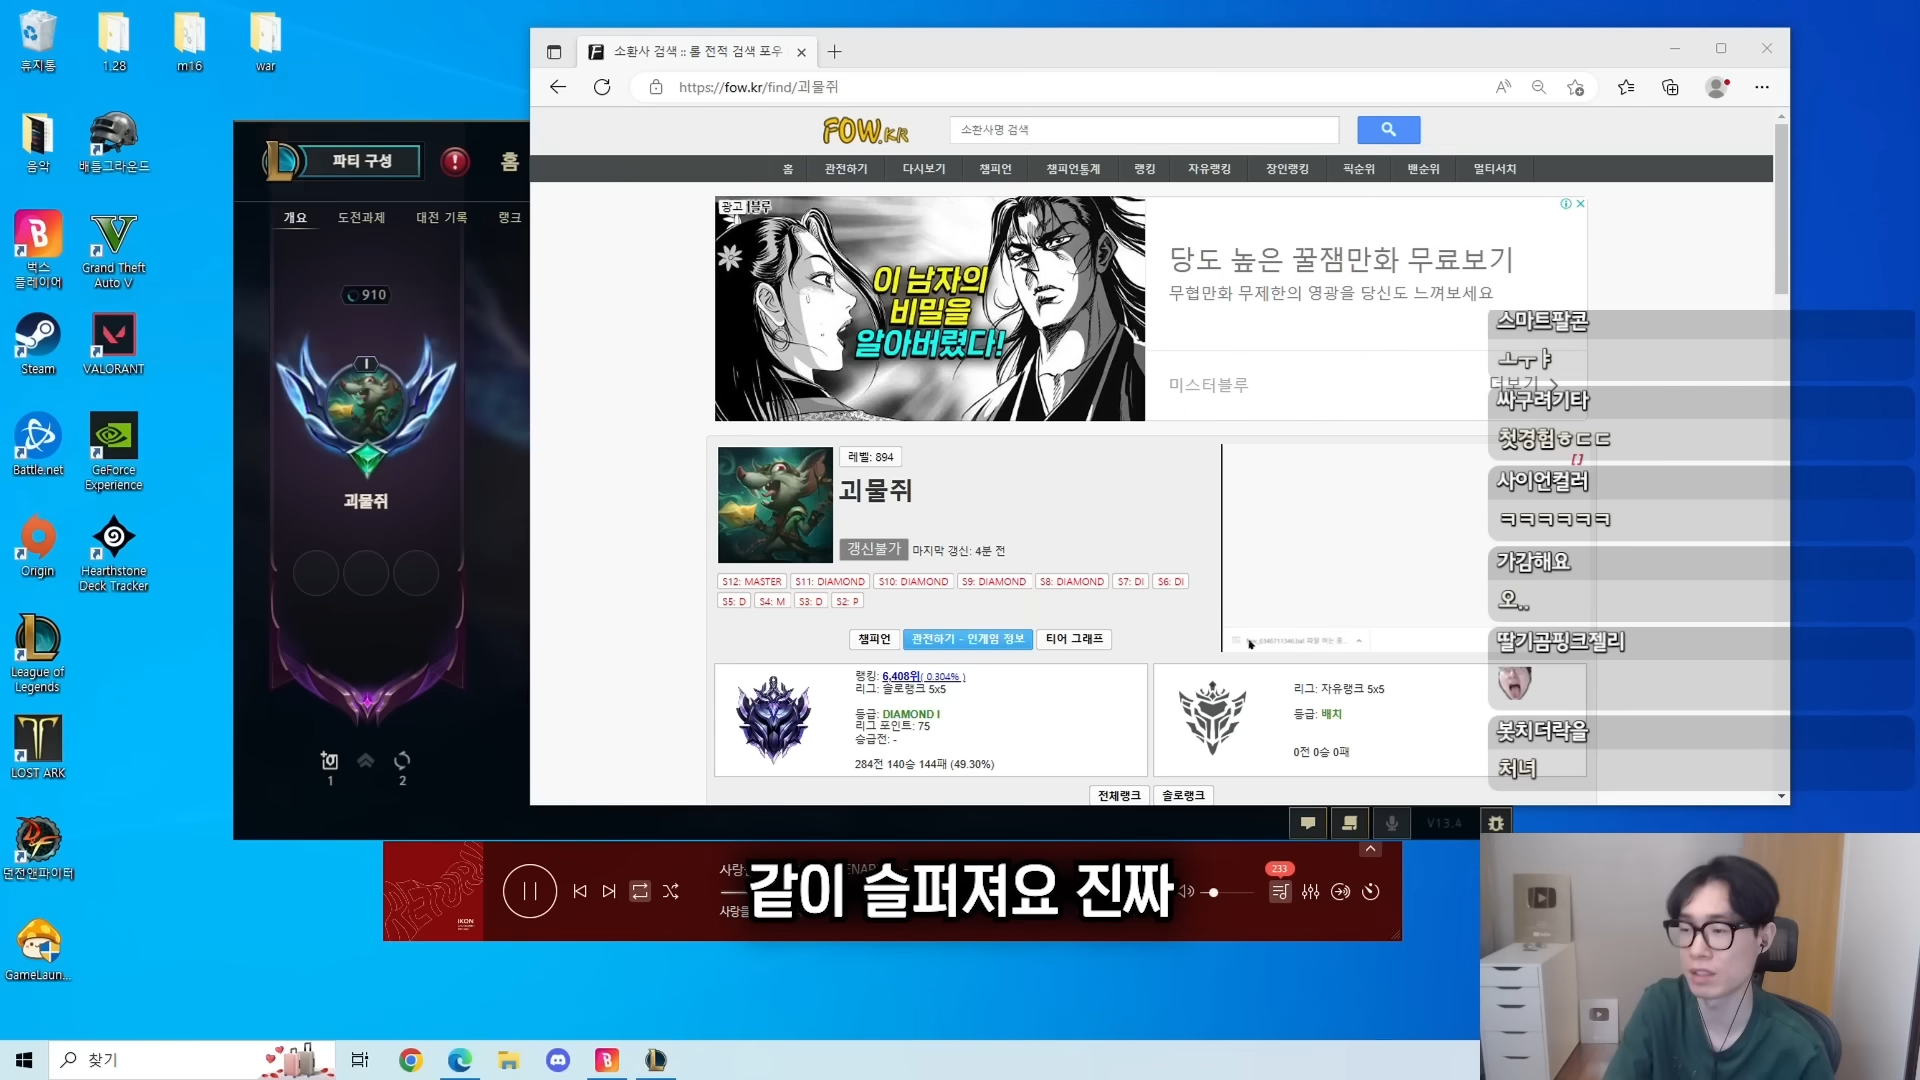 휴지통
1.28
m16
war
음악
배틀그라운드
벅스
플레이어
Grand Theft
Auto V
Steam
VALORANT
Battle.net
GeForce
Experience
Origin
Hearthstone
Deck Tracker
League of
Legends
LOST ARK
던전앤파이터
GameLaun...
파티 구성
홈
개요
도전과제
대전 기록
랭크
910
I
괴물쥐
1
2
소환사 검색 :: 롤 전적 검색 포우
https://fow.kr/find/괴물쥐
FOW.KR
소환사명 검색
홈
관전하기
다시보기
챔피언
챔피언통계
랭킹
자유랭킹
장인랭킹
픽순위
밴순위
멀티서치
이 남자의
비밀을
알아버렸다!
당도 높은 꿀잼만화 무료보기
무협만화 무제한의 영광을 당신도 느껴보세요
미스터블루
더보기
레벨: 894
괴물쥐
갱신불가
마지막 갱신: 4분 전
S12: MASTER
S11: DIAMOND
S10: DIAMOND
S9: DIAMOND
S8: DIAMOND
S7: DI
S6: DI
S5: D
S4: M
S3: D
S2: P
챔피언
관전하기 - 인게임 정보
티어 그래프
랭킹: 6,408위( 0.304% )
리그: 솔로랭크 5x5
등급: DIAMOND I
리그 포인트: 75
승급전: -
284전 140승 144패 (49.30%)
리그: 자유랭크 5x5
등급: 배치
0전 0승 0패
전체랭크
솔로랭크
스마트팔콘
ㅗㅜㅑ
싸구려기타
첫경험ㅎㄷㄷ
사이언컬러
ㅋㅋㅋㅋㅋㅋ
가감해요
오..
딸기곰핑크젤리
봇치더락을
처녀
V13.4
같이 슬퍼져요 진짜
233
iKON
찾기